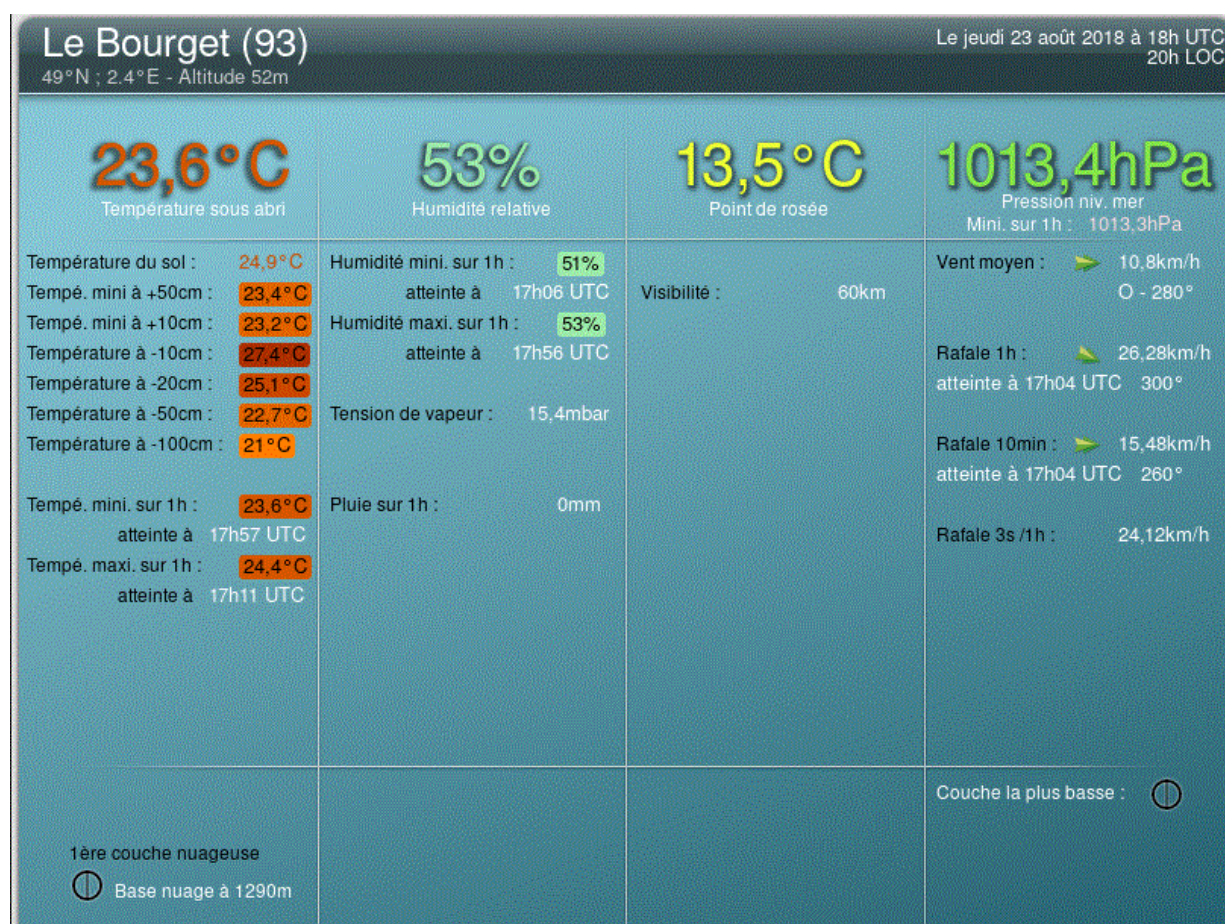 Le Bourget (93)
49°N ; 2.4°E - Altitude 52m
Le jeudi 23 août 2018 à 18h UTC
20h LOC
23,6°C
Température sous abri
53%
Humidité relative
13,5°C
Point de rosée
1013,4hPa
Pression niv. mer
Mini. sur 1h : 1013,3hPa
Température du sol : 24,9°C
Tempé. mini à +50cm : 23,4°C
Tempé. mini à +10cm : 23,2°C
Température à -10cm : 27,4°C
Température à -20cm : 25,1°C
Température à -50cm : 22,7°C
Température à -100cm : 21°C
Tempé. mini. sur 1h : 23,6°C
atteinte à 17h57 UTC
Tempé. maxi. sur 1h : 24,4°C
atteinte à 17h11 UTC
Humidité mini. sur 1h : 51%
atteinte à 17h06 UTC
Humidité maxi. sur 1h : 53%
atteinte à 17h56 UTC
Tension de vapeur : 15,4mbar
Pluie sur 1h : 0mm
Visibilité : 60km
Vent moyen : 10,8km/h
O - 280°
Rafale 1h : 26,28km/h
atteinte à 17h04 UTC 300°
Rafale 10min : 15,48km/h
atteinte à 17h04 UTC 260°
Rafale 3s /1h : 24,12km/h
Couche la plus basse :
1ère couche nuageuse
Base nuage à 1290m